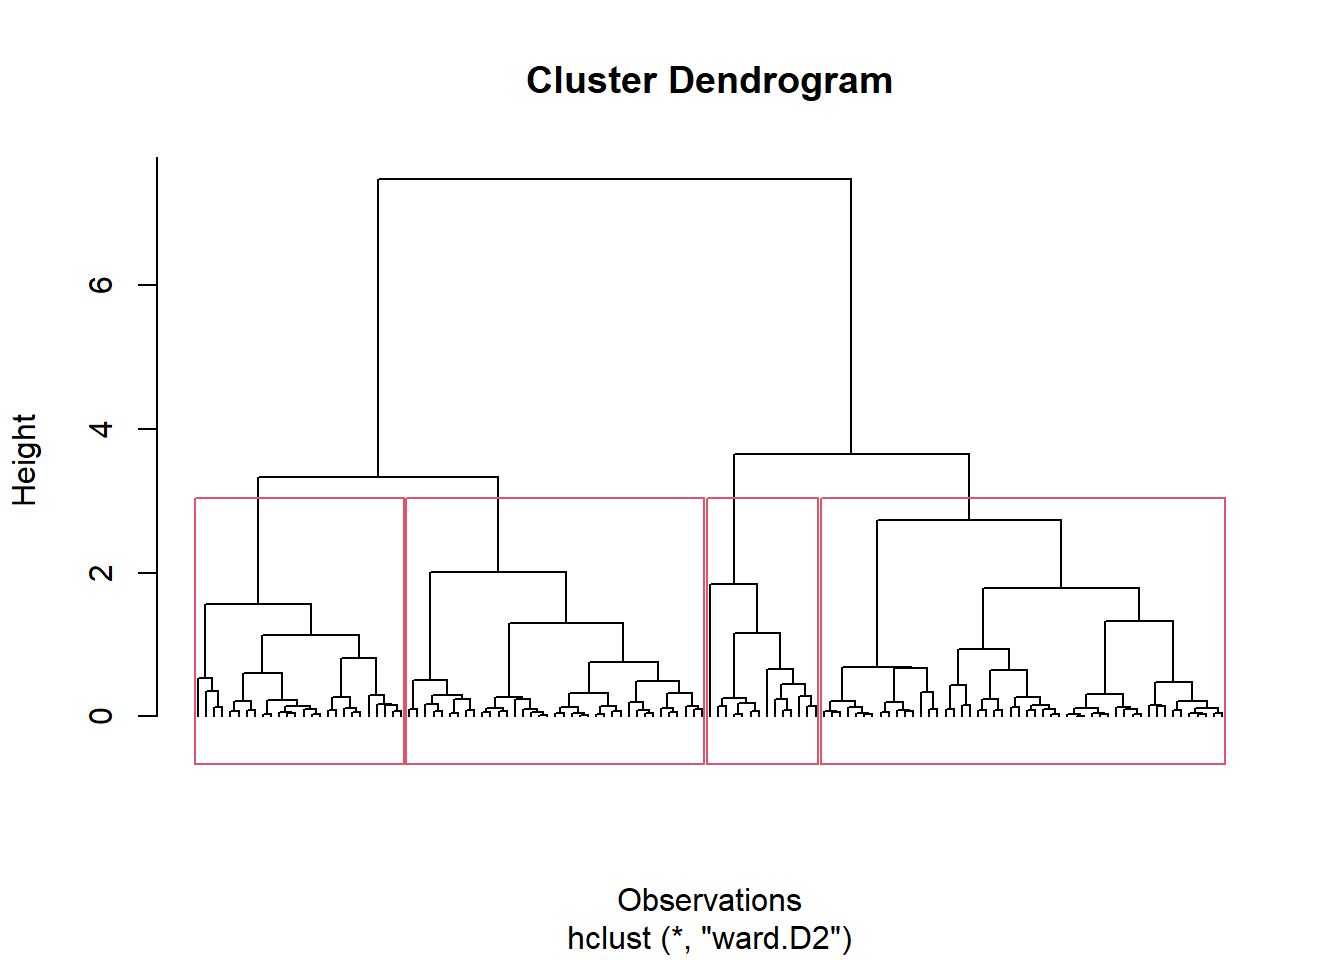 Cluster Dendrogram
Height
6
4
2
0
Observations
hclust (*, "ward.D2")